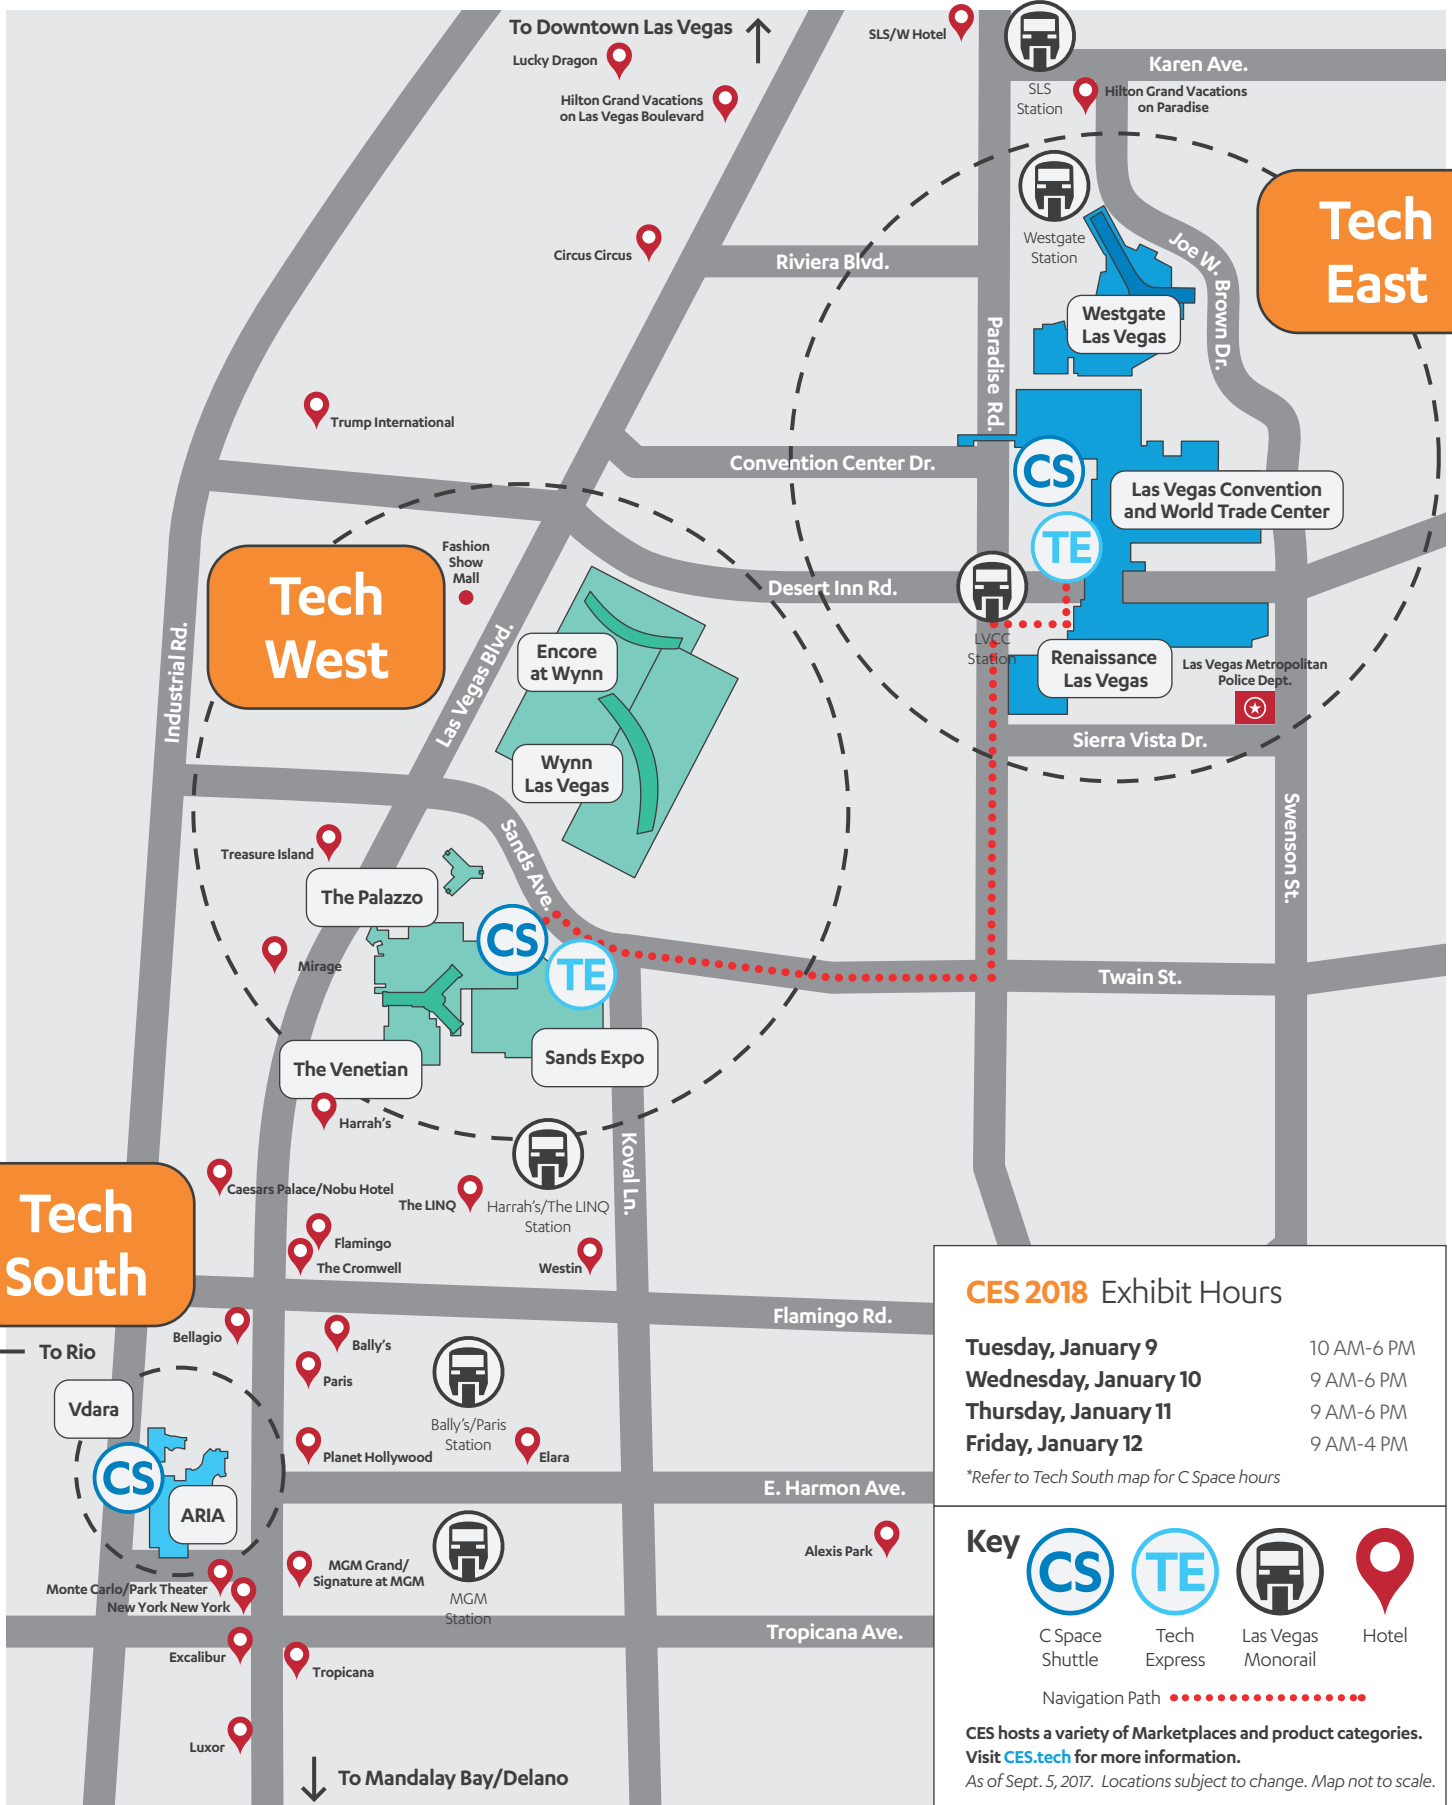 To Downtown Las Vegas
SLS/W Hotel
Lucky Dragon
Karen Ave.
SLS
Station
Hilton Grand Vacations
on Paradise
Hilton Grand Vacations
on Las Vegas Boulevard
Tech
East
Westgate
Station
Circus Circus
Riviera Blvd.
Joe W. Brown Dr.
Westgate
Las Vegas
Paradise Rd.
Trump International
Convention Center Dr.
CS
Las Vegas Convention
and World Trade Center
TE
Fashion
Show
Mall
Tech
West
Desert Inn Rd.
LVCC
Station
Industrial Rd.
Las Vegas Blvd.
Encore
at Wynn
Renaissance
Las Vegas
Las Vegas Metropolitan
Police Dept.
Sierra Vista Dr.
Wynn
Las Vegas
Swenson St.
Sands Ave.
Treasure Island
The Palazzo
CS
TE
Mirage
Twain St.
The Venetian
Sands Expo
Harrah's
Koval Ln.
Tech
South
Caesars Palace/Nobu Hotel
The LINQ
Harrah's/The LINQ
Station
Flamingo
The Cromwell
Westin
Flamingo Rd.
Bellagio
Bally's
To Rio
Paris
Vdara
Bally's/Paris
Station
Planet Hollywood
Elara
CS
ARIA
E. Harmon Ave.
Alexis Park
MGM Grand/
Signature at MGM
Monte Carlo/Park Theater
New York New York
MGM
Station
Tropicana Ave.
Excalibur
Tropicana
Luxor
To Mandalay Bay/Delano
CES 2018 Exhibit Hours
Tuesday, January 9 10 AM-6 PM
Wednesday, January 10 9 AM-6 PM
Thursday, January 11 9 AM-6 PM
Friday, January 12 9 AM-4 PM
*Refer to Tech South map for C Space hours
Key
CS
TE
C Space
Shuttle
Tech
Express
Las Vegas
Monorail
Hotel
Navigation Path
CES hosts a variety of Marketplaces and product categories.
Visit CES.tech for more information.
As of Sept. 5, 2017. Locations subject to change. Map not to scale.